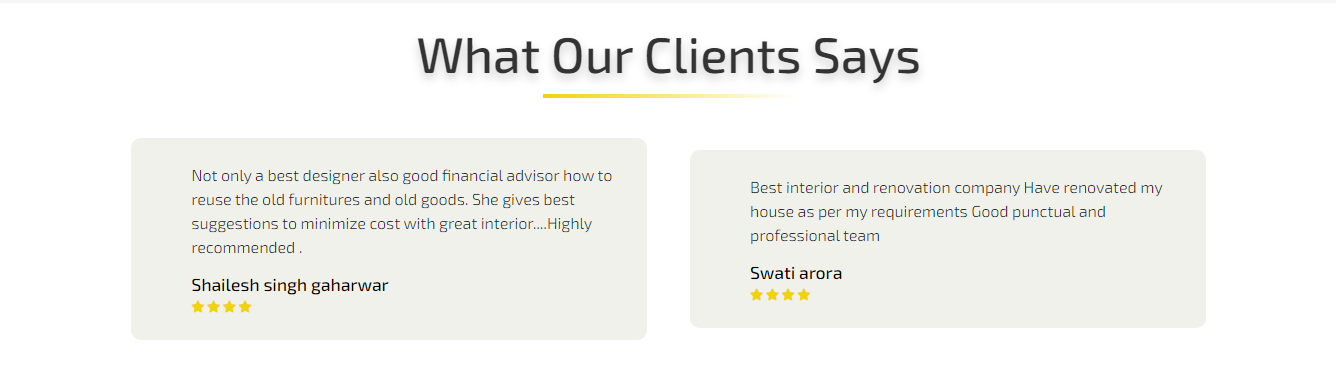 What Our Clients Says
Not only a best designer also good financial advisor how to
reuse the old furnitures and old goods. She gives best
suggestions to minimize cost with great interior....Highly
recommended .
Shailesh singh gaharwar
Best interior and renovation company Have renovated my
house as per my requirements Good punctual and
professional team
Swati arora